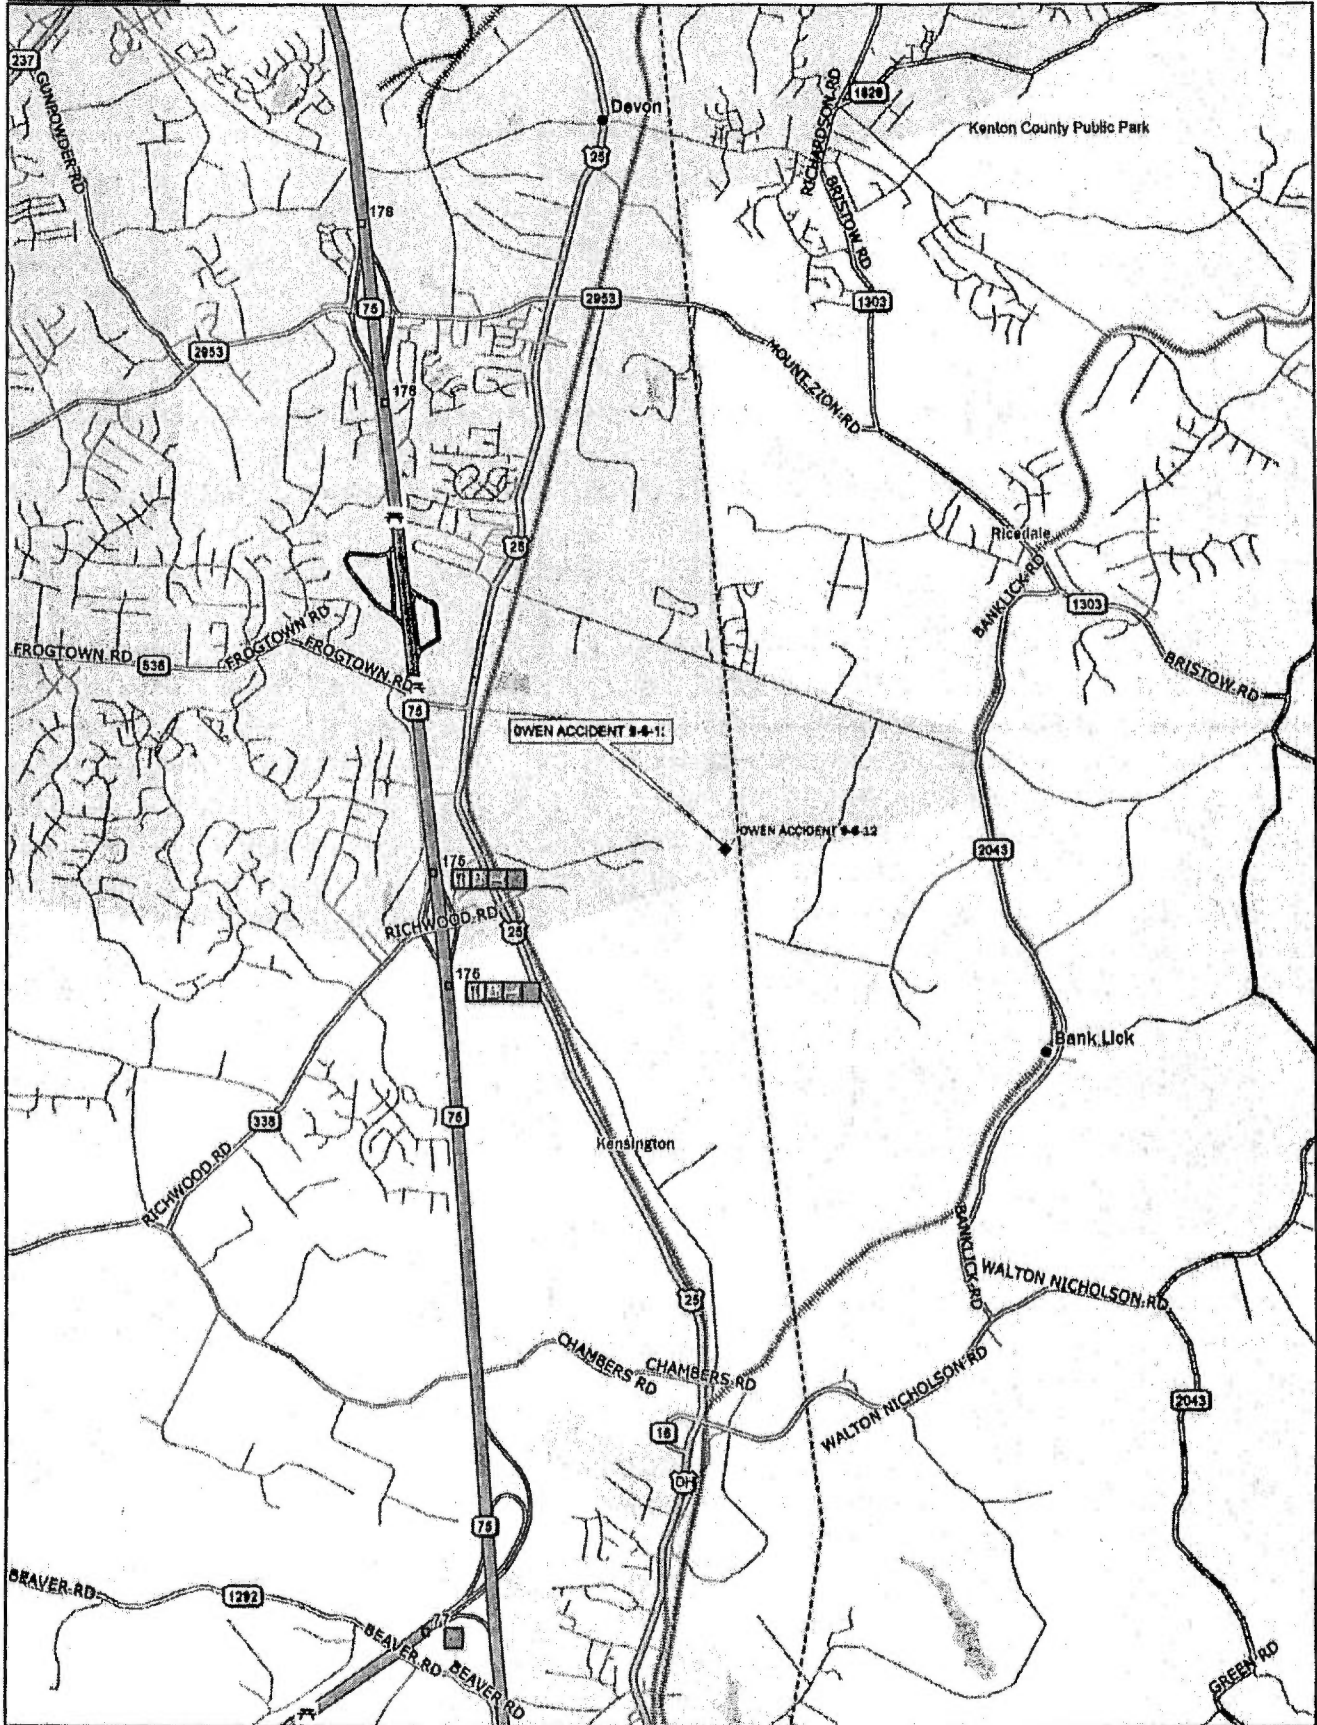 237
GUNPOWDER RD
Devon
25
1829
RICHARDSON RD
Kenton County Public Park
BRISTOW RD
178
75
2953
2953
1303
178
MOUNT ZION RD
25
Ricedale
BANKLICK RD
1303
BRISTOW RD
FROGTOWN RD
536
FROGTOWN RD
FROGTOWN RD
75
OWEN ACCIDENT
OWEN ACCIDENT
2043
175
RICHWOOD RD
25
175
Bank Lick
338
75
Kensington
RICHWOOD RD
BANKLICK RD
25
WALTON NICHOLSON RD
CHAMBERS RD
CHAMBERS RD
WALTON NICHOLSON RD
16
2043
DH
75
BEAVER RD
1292
BEAVER RD
BEAVER RD
GREEN RD